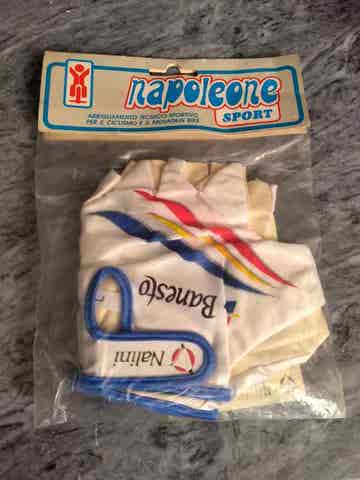 napoleone
SPORT
ABBIGLIAMENTO TECNICO-SPORTIVO
PER IL CICLISMO E IL MOUNTAIN BIKE
Banesto
Nalini